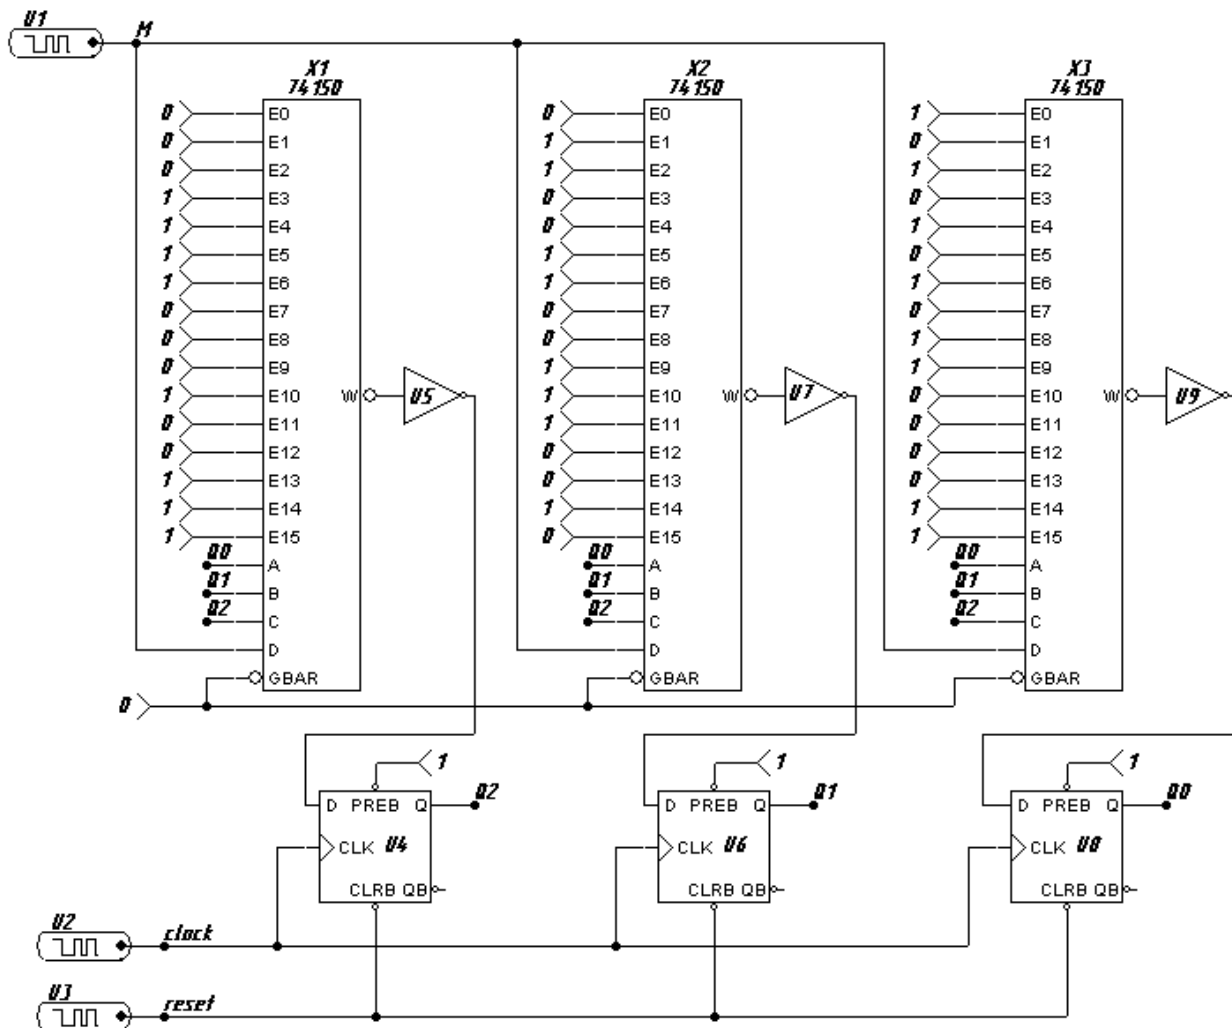 U1
M
X1 X2 X3
74150 74150 74150
0 E0 0 E0 1 E0
0 E1 1 E1 0 E1
0 E2 1 E2 1 E2
1 E3 0 E3 0 E3
1 E4 0 E4 1 E4
1 E5 1 E5 0 E5
1 E6 1 E6 1 E6
0 E7 0 E7 0 E7
0 E8 0 E8 1 E8
0 E9 1 E9 1 E9
1 E10 W U5 1 E10 W U7 0 E10 W U9
0 E11 1 E11 0 E11
0 E12 0 E12 0 E12
1 E13 0 E13 0 E13
1 E14 1 E14 1 E14
1 E15 0 E15 1 E15
Q0 A Q0 A Q0 A
Q1 B Q1 B Q1 B
Q2 C Q2 C Q2 C
D D D
GBAR GBAR GBAR
0
1 1 1
D PREB Q Q2 D PREB Q Q1 D PREB Q Q0
CLK U4 CLK U6 CLK U8
CLRB QB CLRB QB CLRB QB
U2
clock
U3
reset